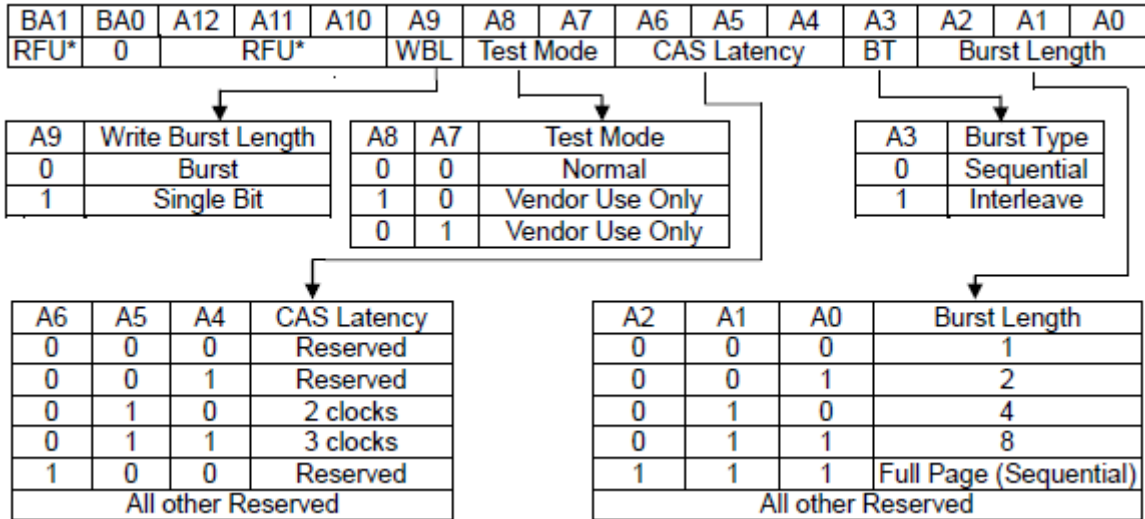 BA1 BA0 A12 A11 A10 A9 A8 A7 A6 A5 A4 A3 A2 A1 A0
RFU* 0 RFU* WBL Test Mode CAS Latency BT Burst Length
A9 Write Burst Length
0 Burst
1 Single Bit
A8 A7 Test Mode
0 0 Normal
1 0 Vendor Use Only
0 1 Vendor Use Only
A3 Burst Type
0 Sequential
1 Interleave
A6 A5 A4 CAS Latency
0 0 0 Reserved
0 0 1 Reserved
0 1 0 2 clocks
0 1 1 3 clocks
1 0 0 Reserved
All other Reserved
A2 A1 A0 Burst Length
0 0 0 1
0 0 1 2
0 1 0 4
0 1 1 8
1 1 1 Full Page (Sequential)
All other Reserved